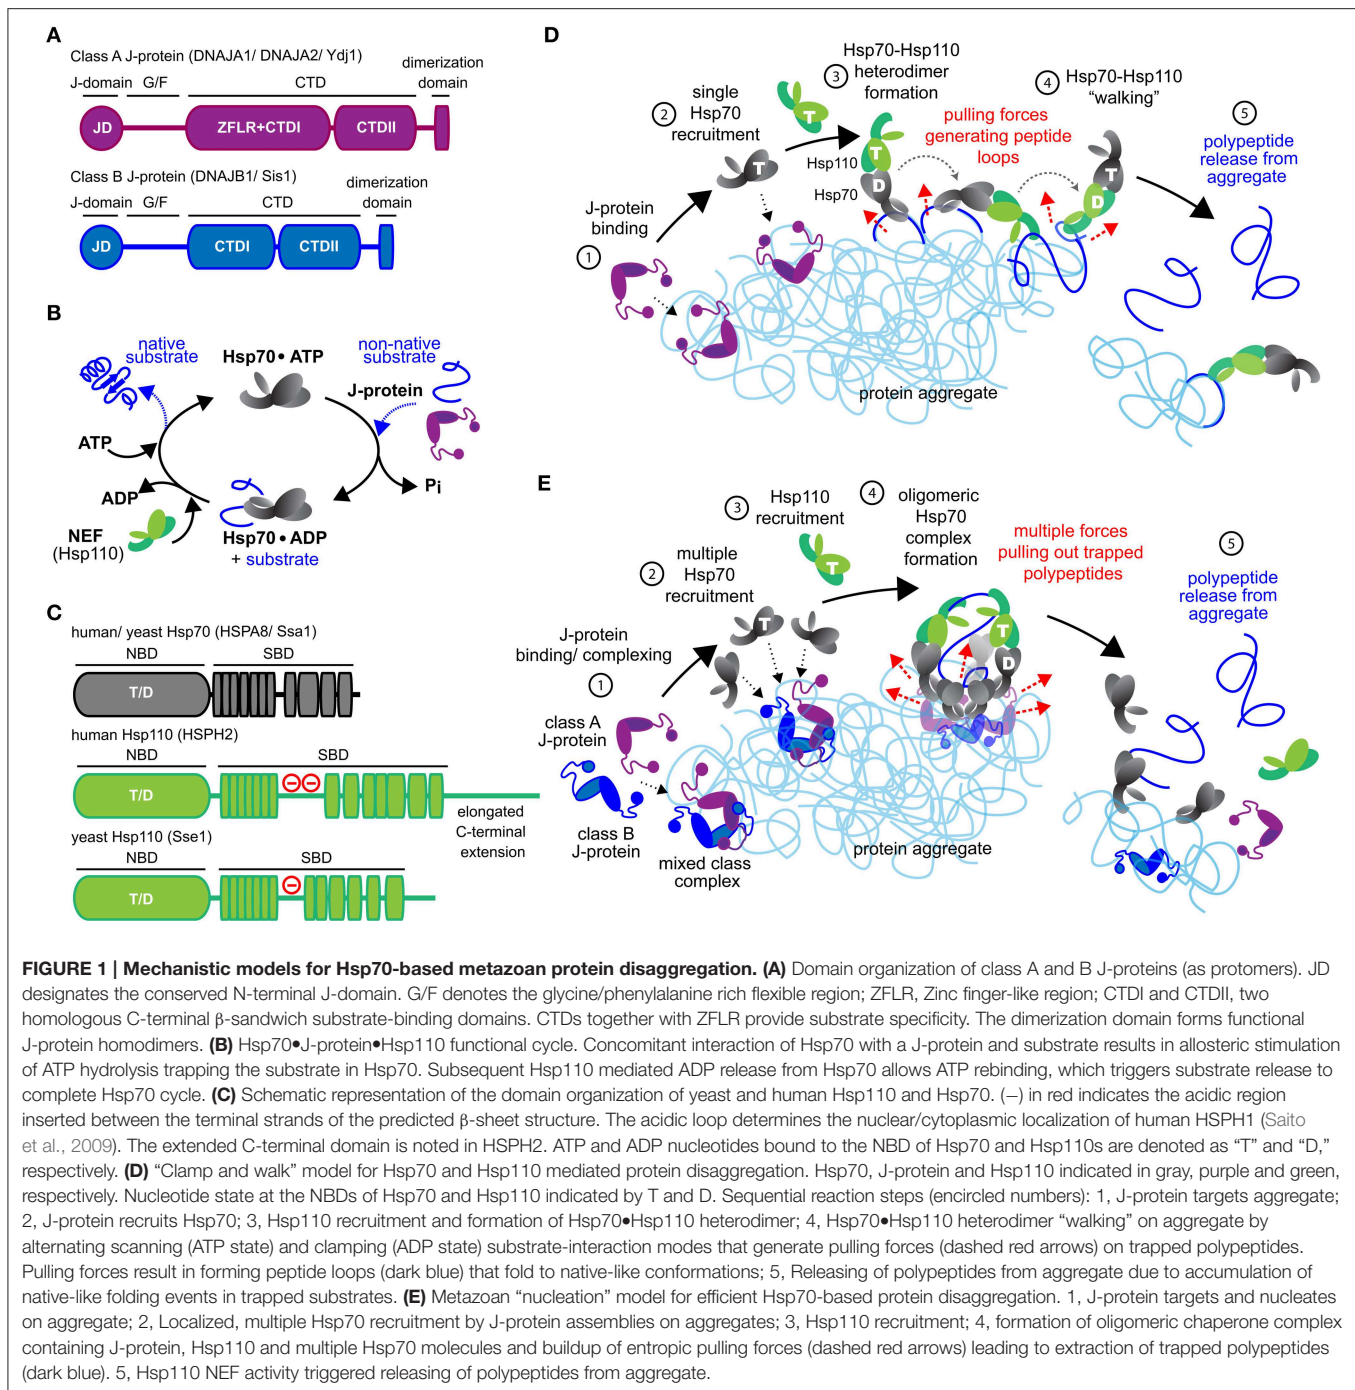 A
Class A J-protein (DNAJA1/ DNAJA2/ Ydj1)
J-domain G/F CTD dimerization domain
JD ZFLR+CTDI CTDII
Class B J-protein (DNAJB1/ Sis1)
J-domain G/F CTD dimerization domain
JD CTDI CTDII
B
native
substrate
Hsp70• ATP
non-native
substrate
J-protein
ATP
ADP
Pi
NEF
(Hsp110)
Hsp70• ADP
+ substrate
C
human/ yeast Hsp70 (HSPA8/ Ssa1)
NBD SBD
T/D
human Hsp110 (HSPH2)
NBD SBD
T/D − −
elongated
C-terminal
extension
yeast Hsp110 (Sse1)
NBD SBD
T/D −
D
1
J-protein
binding
2
single
Hsp70
recruitment
T
T
3
Hsp70-Hsp110
heterodimer
formation
Hsp110
T
Hsp70
D
pulling forces
generating peptide
loops
4
Hsp70-Hsp110
“walking”
T
D
5
polypeptide
release from
aggregate
protein aggregate
E
J-protein
binding/ complexing
1
class A
J-protein
class B
J-protein
mixed class
complex
2
multiple
Hsp70
recruitment
T
3
Hsp110
recruitment
T
4
oligomeric
Hsp70
complex
formation
T
D
multiple forces
pulling out trapped
polypeptides
5
polypeptide
release from
aggregate
protein aggregate
FIGURE 1 | Mechanistic models for Hsp70-based metazoan protein disaggregation. (A) Domain organization of class A and B J-proteins (as protomers). JD
designates the conserved N-terminal J-domain. G/F denotes the glycine/phenylalanine rich flexible region; ZFLR, Zinc finger-like region; CTDI and CTDII, two
homologous C-terminal β-sandwich substrate-binding domains. CTDs together with ZFLR provide substrate specificity. The dimerization domain forms functional
J-protein homodimers. (B) Hsp70•J-protein•Hsp110 functional cycle. Concomitant interaction of Hsp70 with a J-protein and substrate results in allosteric stimulation
of ATP hydrolysis trapping the substrate in Hsp70. Subsequent Hsp110 mediated ADP release from Hsp70 allows ATP rebinding, which triggers substrate release to
complete Hsp70 cycle. (C) Schematic representation of the domain organization of yeast and human Hsp110 and Hsp70. (−) in red indicates the acidic region
inserted between the terminal strands of the predicted β-sheet structure. The acidic loop determines the nuclear/cytoplasmic localization of human HSPH1 (Saito
et al., 2009). The extended C-terminal domain is noted in HSPH2. ATP and ADP nucleotides bound to the NBD of Hsp70 and Hsp110s are denoted as “T” and “D,”
respectively. (D) “Clamp and walk” model for Hsp70 and Hsp110 mediated protein disaggregation. Hsp70, J-protein and Hsp110 indicated in gray, purple and green,
respectively. Nucleotide state at the NBDs of Hsp70 and Hsp110 indicated by T and D. Sequential reaction steps (encircled numbers): 1, J-protein targets aggregate;
2, J-protein recruits Hsp70; 3, Hsp110 recruitment and formation of Hsp70•Hsp110 heterodimer; 4, Hsp70•Hsp110 heterodimer “walking” on aggregate by
alternating scanning (ATP state) and clamping (ADP state) substrate-interaction modes that generate pulling forces (dashed red arrows) on trapped polypeptides.
Pulling forces result in forming peptide loops (dark blue) that fold to native-like conformations; 5, Releasing of polypeptides from aggregate due to accumulation of
native-like folding events in trapped substrates. (E) Metazoan “nucleation” model for efficient Hsp70-based protein disaggregation. 1, J-protein targets and nucleates
on aggregate; 2, Localized, multiple Hsp70 recruitment by J-protein assemblies on aggregates; 3, Hsp110 recruitment; 4, formation of oligomeric chaperone complex
containing J-protein, Hsp110 and multiple Hsp70 molecules and buildup of entropic pulling forces (dashed red arrows) leading to extraction of trapped polypeptides
(dark blue). 5, Hsp110 NEF activity triggered releasing of polypeptides from aggregate.